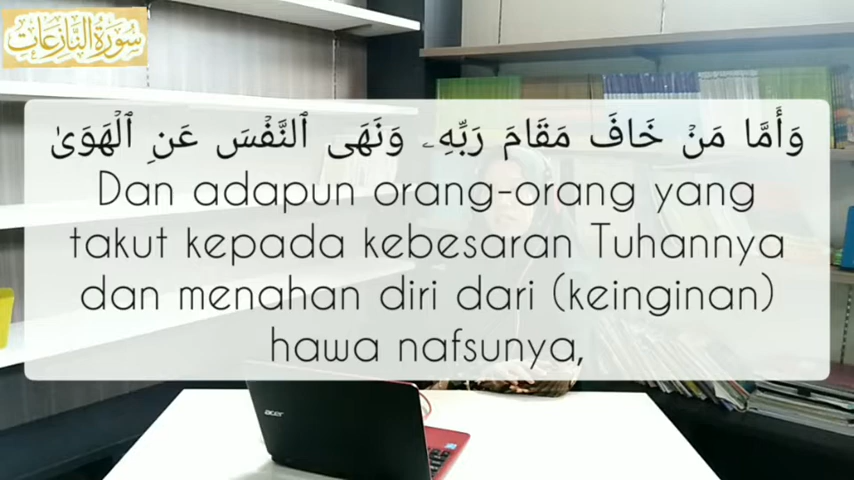 سُورَةُ النَّازِعَاتِ
وَأَمَّا مَنۡ خَافَ مَقَامَ رَبِّهِۦ وَنَهَى ٱلنَّفۡسَ عَنِ ٱلۡهَوَىٰ
Dan adapun orang-orang yang
takut kepada kebesaran Tuhannya
dan menahan diri dari (keinginan)
hawa nafsunya,
acer